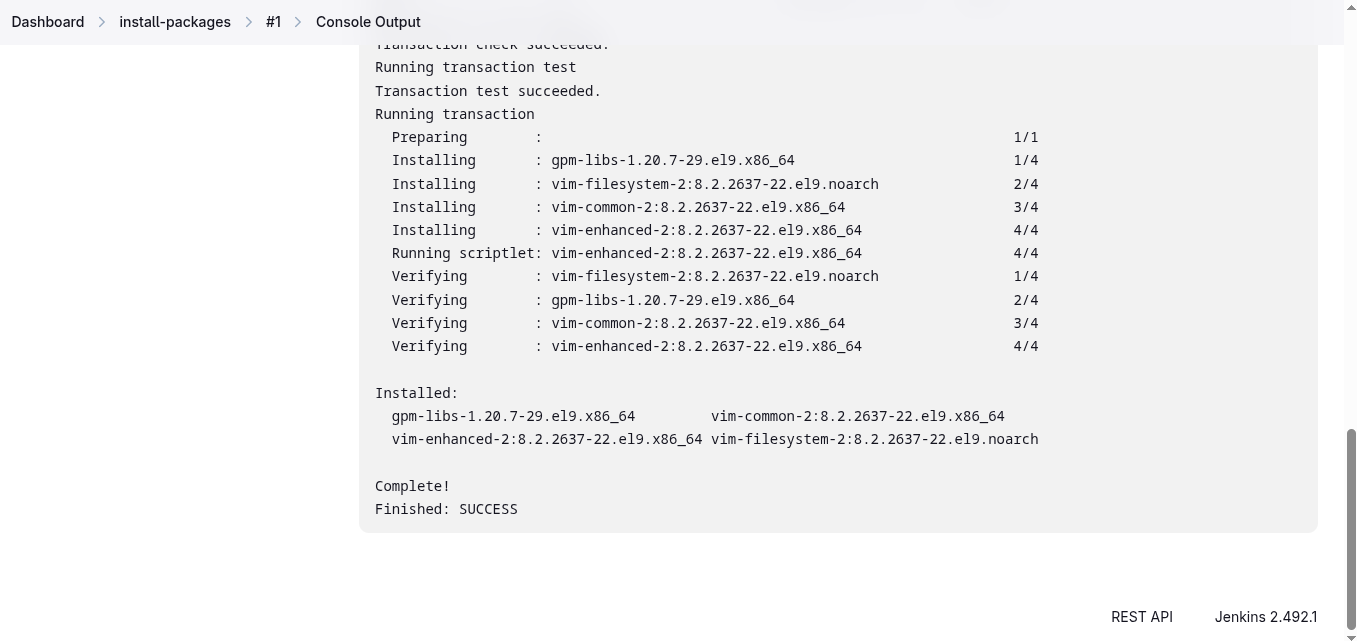 Dashboard > install-packages > #1 > Console Output
Transaction check succeeded.
Running transaction test
Transaction test succeeded.
Running transaction
  Preparing        :                                                        1/1
  Installing       : gpm-libs-1.20.7-29.el9.x86_64                          1/4
  Installing       : vim-filesystem-2:8.2.2637-22.el9.noarch                2/4
  Installing       : vim-common-2:8.2.2637-22.el9.x86_64                    3/4
  Installing       : vim-enhanced-2:8.2.2637-22.el9.x86_64                  4/4
  Running scriptlet: vim-enhanced-2:8.2.2637-22.el9.x86_64                  4/4
  Verifying        : vim-filesystem-2:8.2.2637-22.el9.noarch                1/4
  Verifying        : gpm-libs-1.20.7-29.el9.x86_64                          2/4
  Verifying        : vim-common-2:8.2.2637-22.el9.x86_64                    3/4
  Verifying        : vim-enhanced-2:8.2.2637-22.el9.x86_64                  4/4
Installed:
  gpm-libs-1.20.7-29.el9.x86_64         vim-common-2:8.2.2637-22.el9.x86_64
  vim-enhanced-2:8.2.2637-22.el9.x86_64 vim-filesystem-2:8.2.2637-22.el9.noarch
Complete!
Finished: SUCCESS
REST API Jenkins 2.492.1